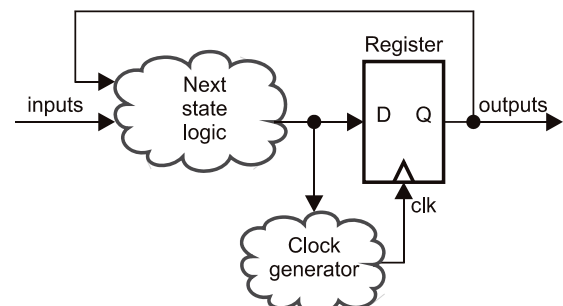 Register
inputs
Next
state
logic
D
Q
outputs
clk
Clock
generator